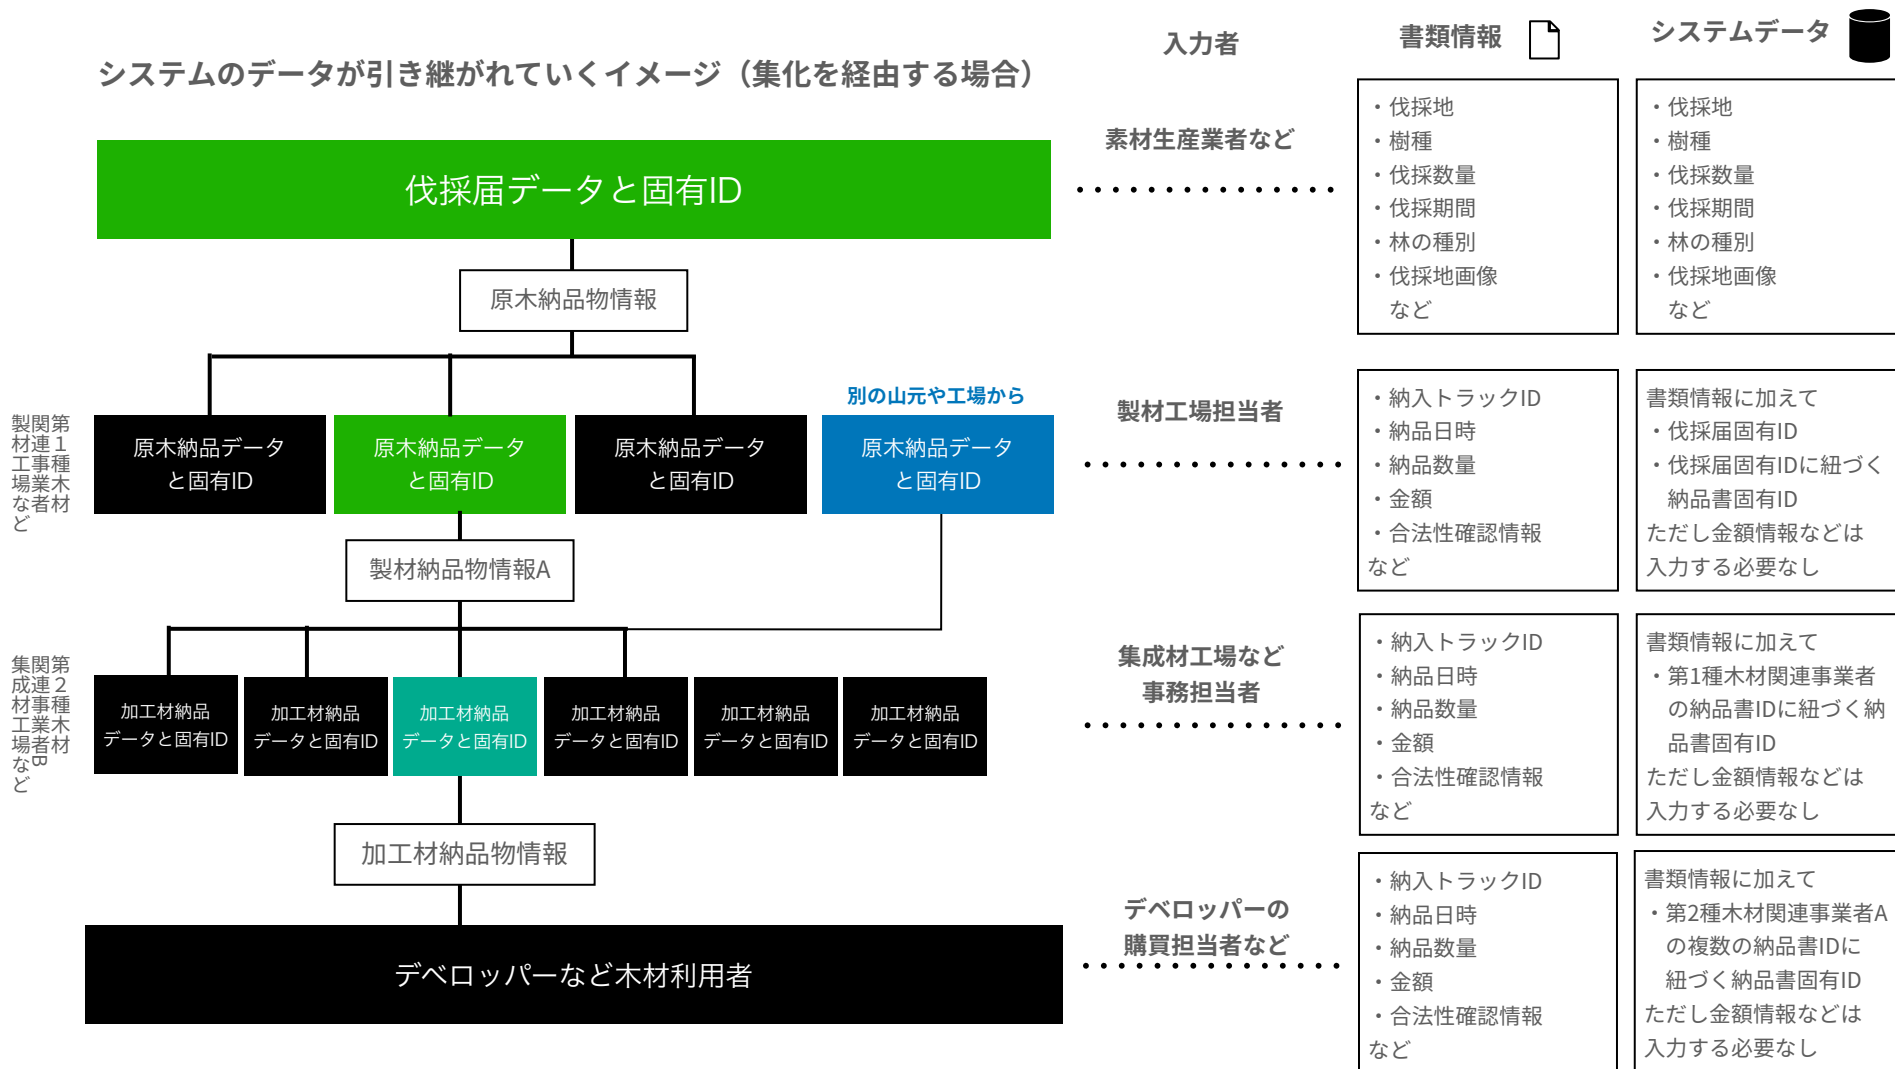 システムのデータが引き継がれていくイメージ（集化を経由する場合）
入力者
書類情報
システムデータ
伐採届データと固有ID
素材生産業者など
・伐採地
・樹種
・伐採数量
・伐採期間
・林の種別
・伐採地画像
など
・伐採地
・樹種
・伐採数量
・伐採期間
・林の種別
・伐採地画像
など
原木納品物情報
別の山元や工場から
第１種木材
関連事業者
製材工場など
原木納品データ
と固有ID
原木納品データ
と固有ID
原木納品データ
と固有ID
原木納品データ
と固有ID
製材工場担当者
・納入トラックID
・納品日時
・納品数量
・金額
・合法性確認情報
など
書類情報に加えて
・伐採届固有ID
・伐採届固有IDに紐づく
納品書固有ID
ただし金額情報などは
入力する必要なし
製材納品物情報A
第２種木材
関連事業者B
集成材工場など
加工材納品
データと固有ID
加工材納品
データと固有ID
加工材納品
データと固有ID
加工材納品
データと固有ID
加工材納品
データと固有ID
加工材納品
データと固有ID
集成材工場など
事務担当者
・納入トラックID
・納品日時
・納品数量
・金額
・合法性確認情報
など
書類情報に加えて
・第1種木材関連事業者
の納品書IDに紐づく納
品書固有ID
ただし金額情報などは
入力する必要なし
加工材納品物情報
デベロッパーなど木材利用者
デベロッパーの
購買担当者など
・納入トラックID
・納品日時
・納品数量
・金額
・合法性確認情報
など
書類情報に加えて
・第2種木材関連事業者A
の複数の納品書IDに
紐づく納品書固有ID
ただし金額情報などは
入力する必要なし